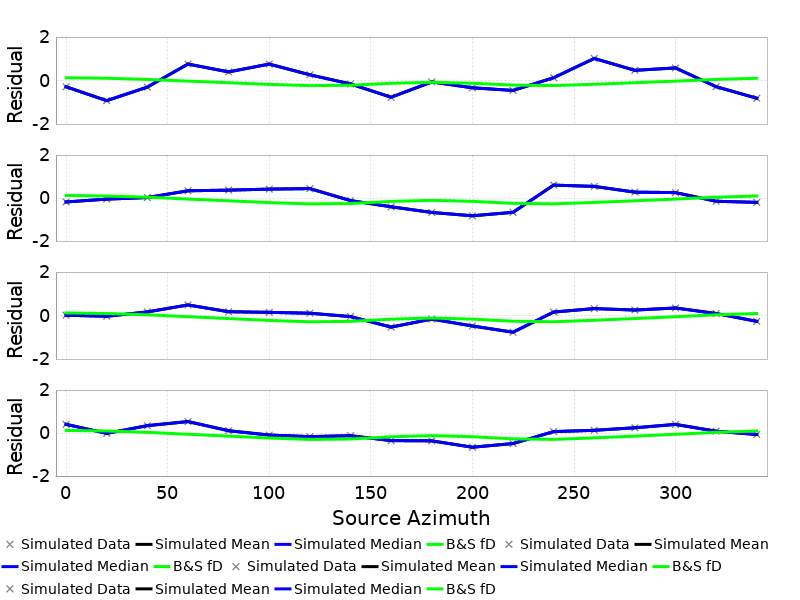 2
0
-2
Residual
2
0
-2
Residual
2
0
-2
Residual
2
0
-2
Residual
0 50 100 150 200 250 300
Source Azimuth
× Simulated Data Simulated Mean Simulated Median B&S fD × Simulated Data Simulated Mean
Simulated Median B&S fD × Simulated Data Simulated Mean Simulated Median B&S fD
× Simulated Data Simulated Mean Simulated Median B&S fD